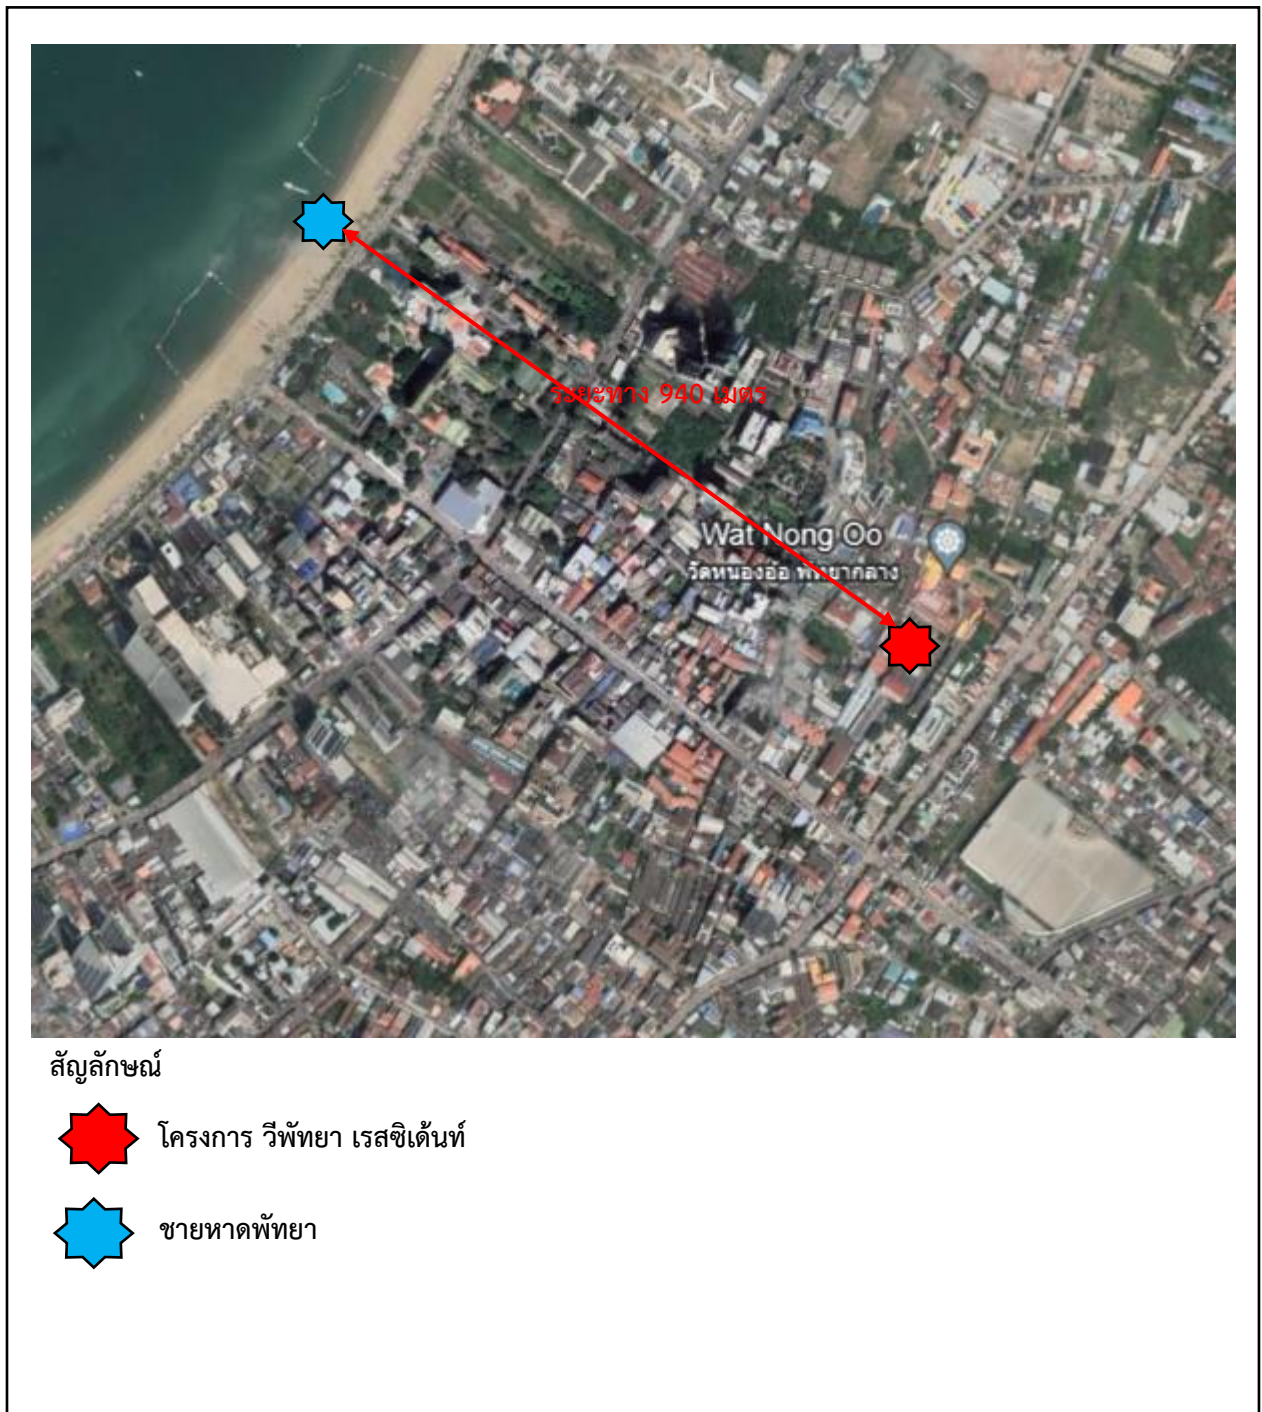 ระยะทาง 940 เมตร
Wat Nong Oo
วัดหนองอ้อ พัทยากลาง
สัญลักษณ์
โครงการ วีพัทยา เรสซิเด้นท์
ชายหาดพัทยา